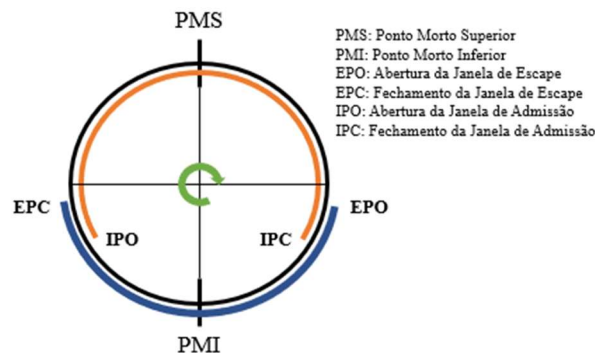 PMS
PMS: Ponto Morto Superior
PMI: Ponto Morto Inferior
EPO: Abertura da Janela de Escape
EPC: Fechamento da Janela de Escape
IPO: Abertura da Janela de Admissão
IPC: Fechamento da Janela de Admissão
EPC
EPO
IPO
IPC
PMI